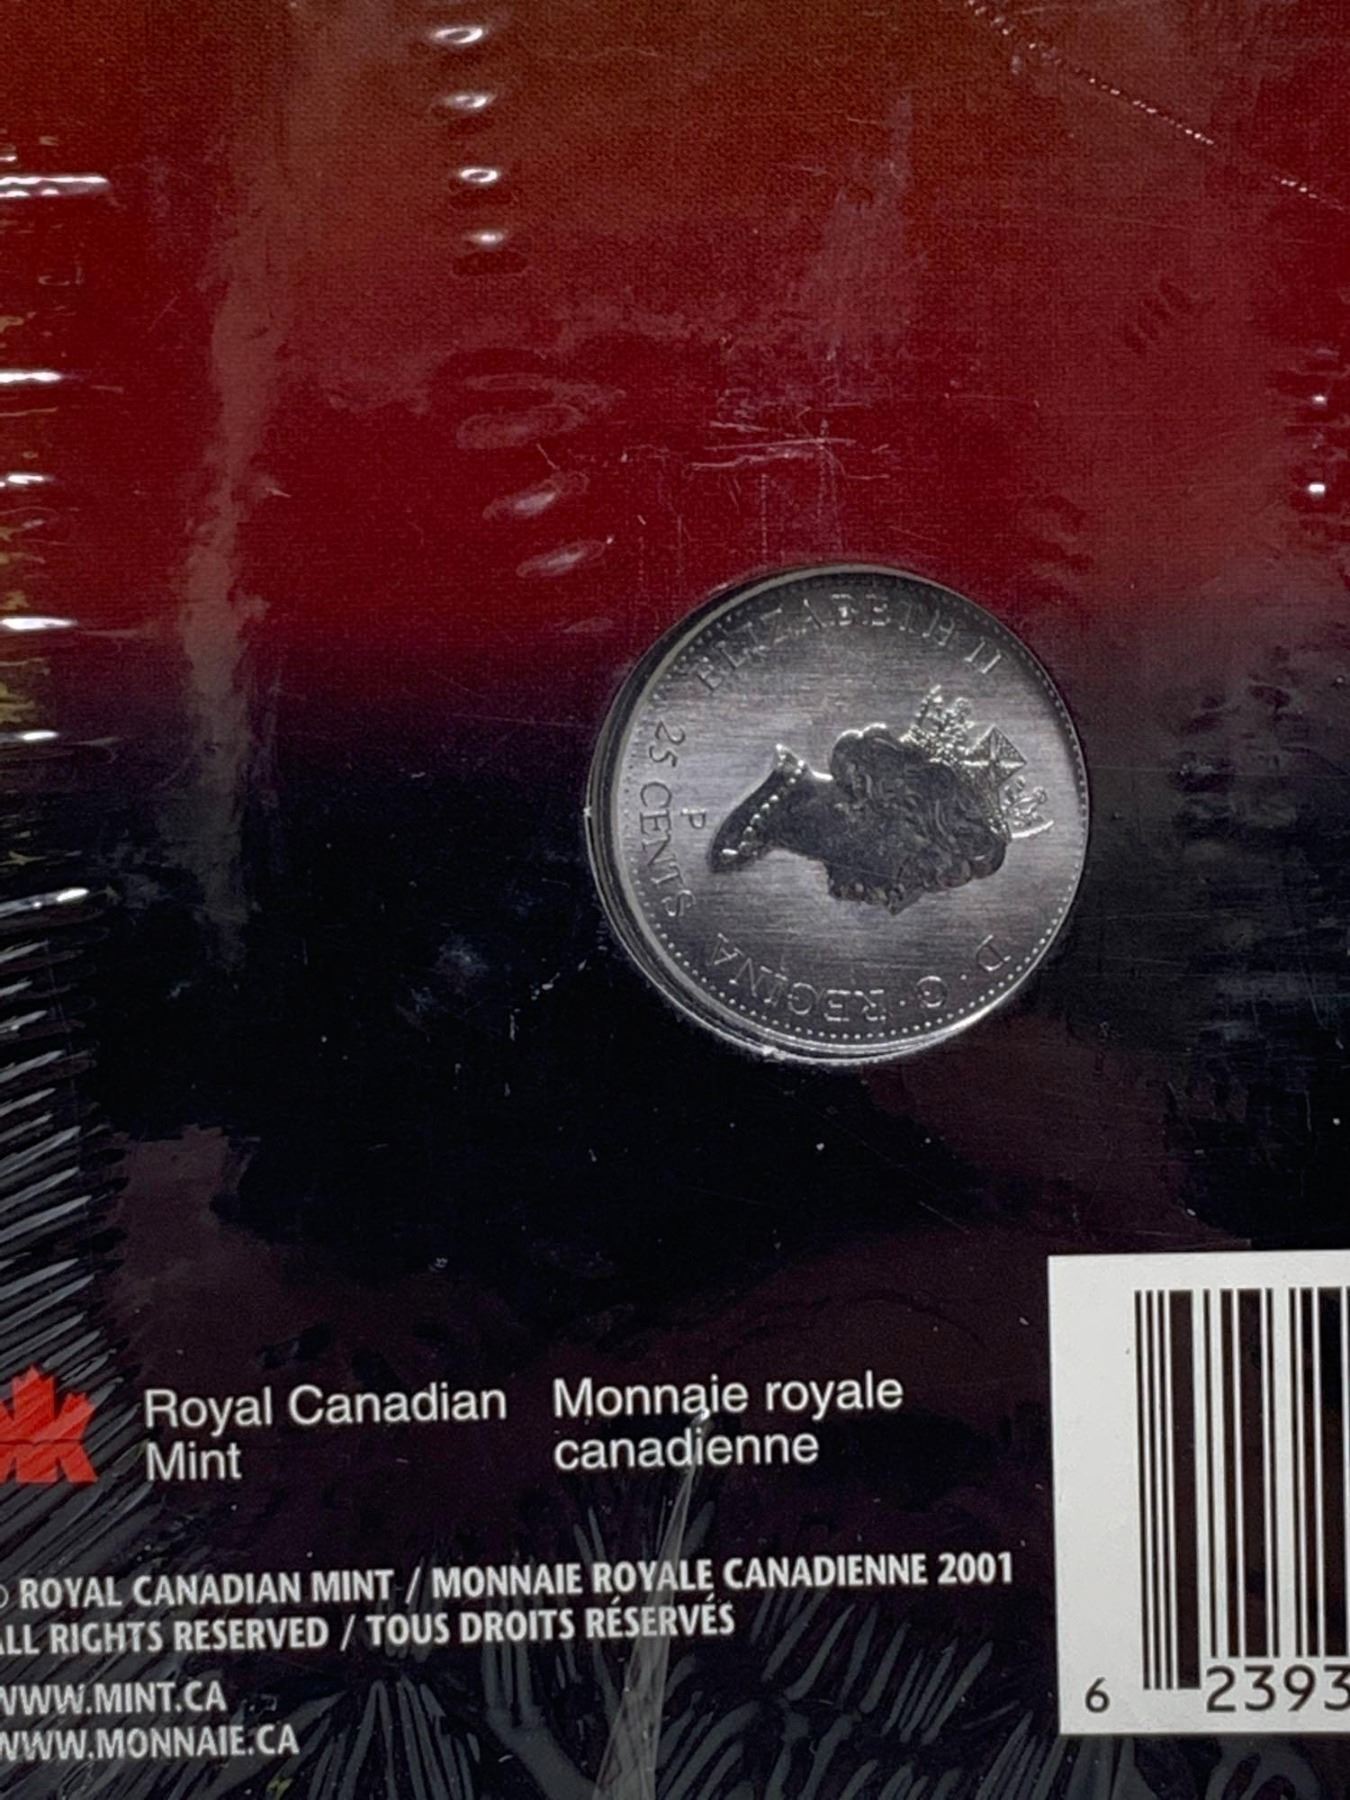 ELIZABETH II
25 CENTS
P
D·G·REGINA
Royal Canadian
Mint
Monnaie royale
canadienne
ROYAL CANADIAN MINT / MONNAIE ROYALE CANADIENNE 2001
ALL RIGHTS RESERVED / TOUS DROITS RÉSERVÉS
WWW.MINT.CA
WWW.MONNAIE.CA
6 2393